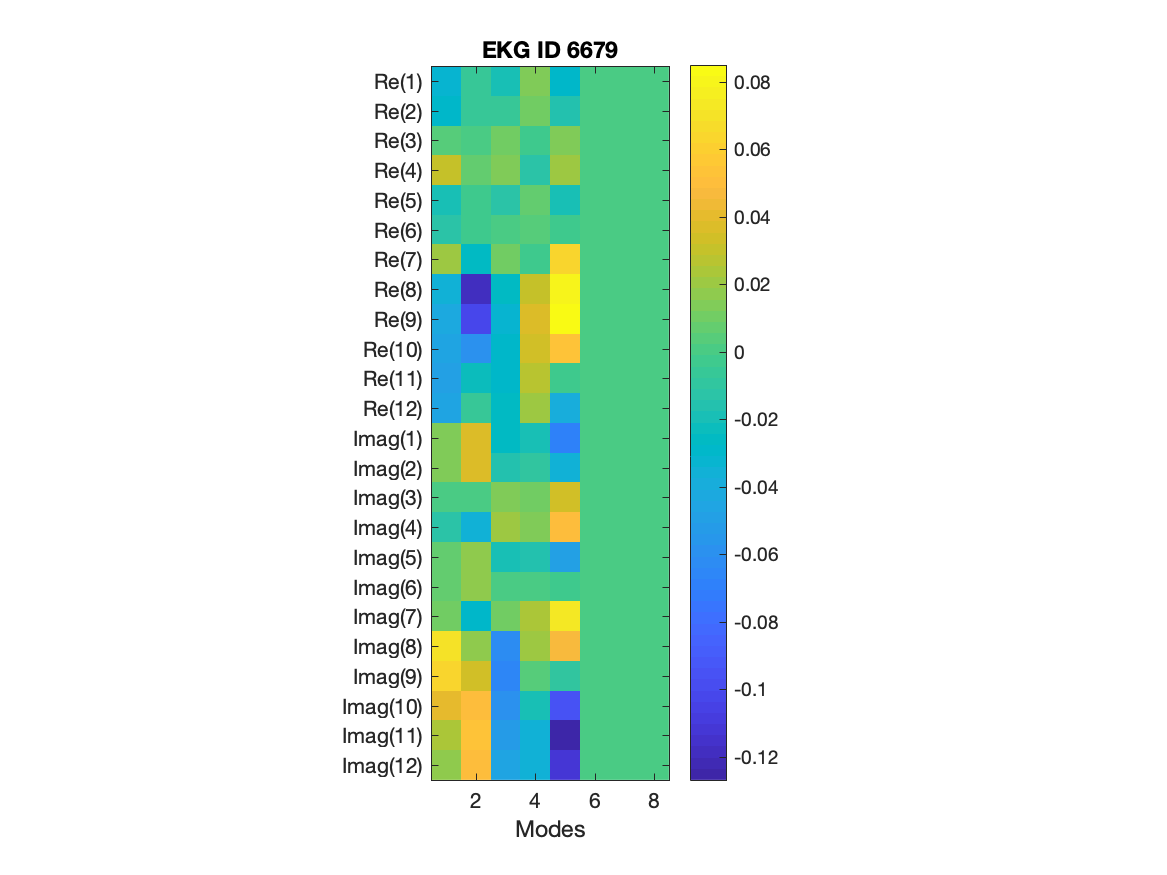 EKG ID 6679
Re(1)
Re(2)
Re(3)
Re(4)
Re(5)
Re(6)
Re(7)
Re(8)
Re(9)
Re(10)
Re(11)
Re(12)
Imag(1)
Imag(2)
Imag(3)
Imag(4)
Imag(5)
Imag(6)
Imag(7)
Imag(8)
Imag(9)
Imag(10)
Imag(11)
Imag(12)
2 4 6 8
Modes
0.08
0.06
0.04
0.02
0
-0.02
-0.04
-0.06
-0.08
-0.1
-0.12